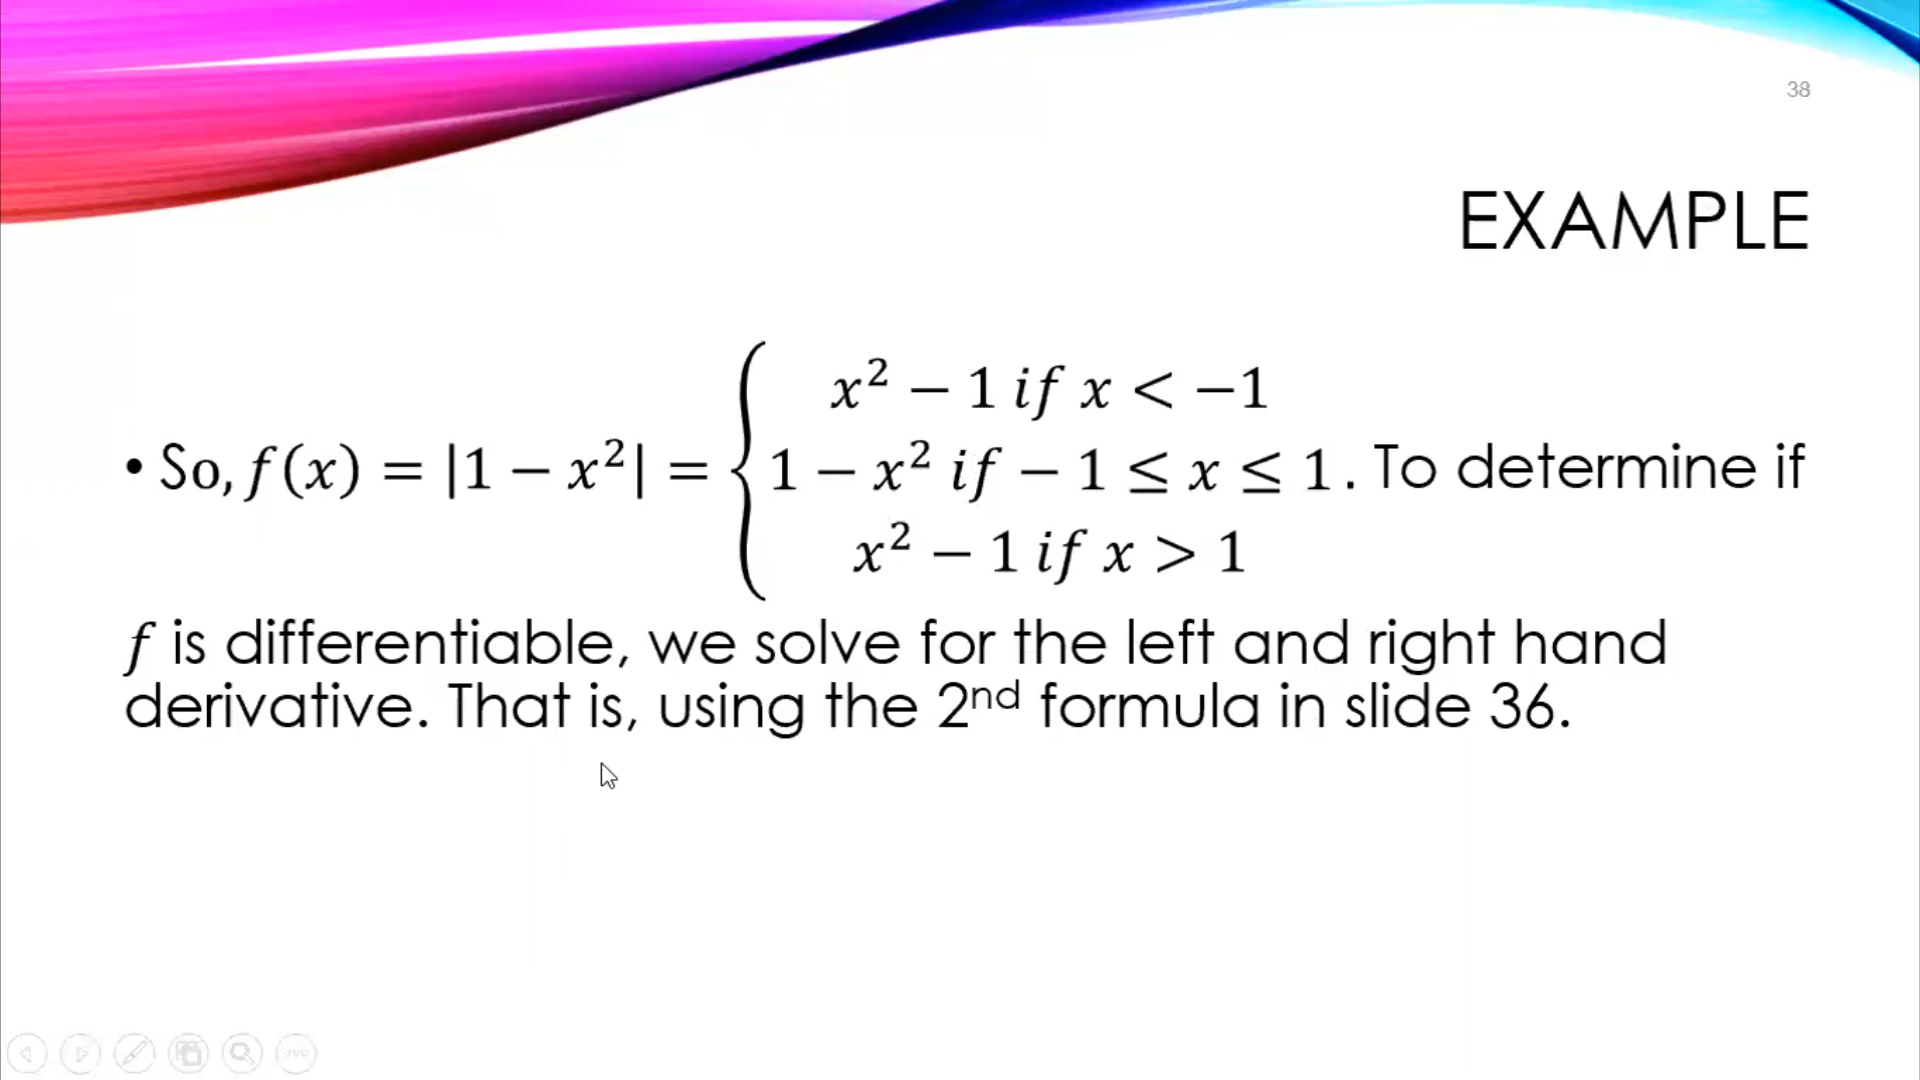 38
EXAMPLE
x² − 1 if x < −1
• So, f(x) = |1 − x²| = { 1 − x² if − 1 ≤ x ≤ 1 . To determine if
x² − 1 if x > 1
f is differentiable, we solve for the left and right hand
derivative. That is, using the 2nd formula in slide 36.